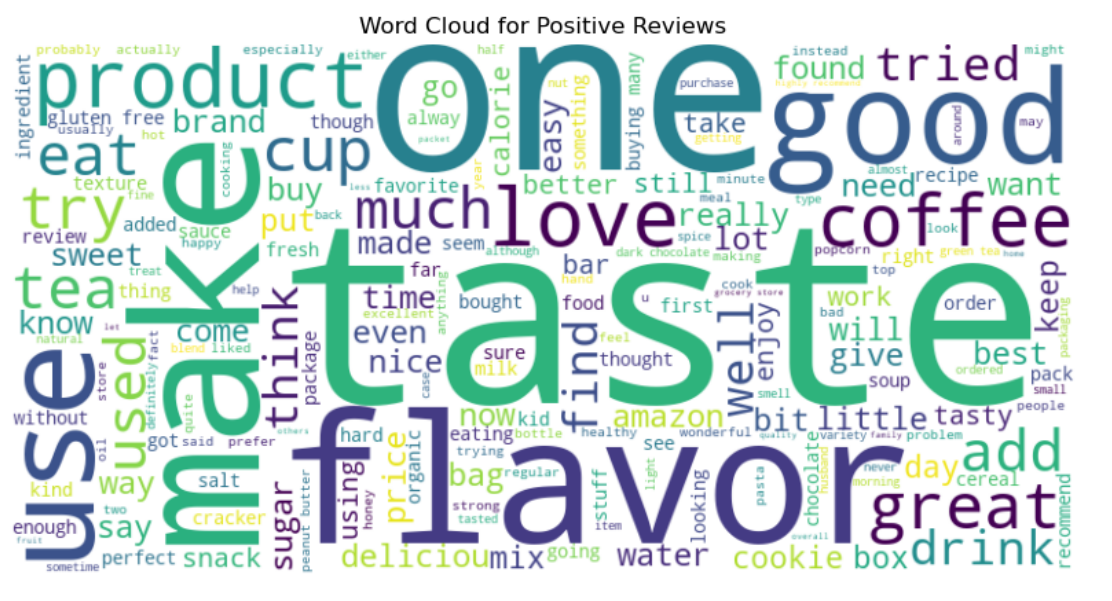 Word Cloud for Positive Reviews
probably actually especially either half instead might
product one found tried
ingredient go calorie easy something nut purchase highly recommend
gluten free brand though alway buying many take good around may
usually hot packet getting
eat make cup almost recipe
texture fine cooking buy less favorite year better still minute need want
try added sauce put back much love meal type coffee
review happy made seem really lot popcorn look
sweet fresh although spice making right green tea home
treat dark chocolate
tea thing help far bar hand cook top keep
think time bought anything food u first grocery store work order
know natural let come excellent taste bad will packaging
fact even feel well enjoy
blend liked package nice sure find thought give best
use store used definitely milk case smell soup ordered pack
quite small
without now kid amazon bit little tasty people
got said prefer others hard eating bottle healthy wonderful quality variety family problem
oil flavor trying see add
way salt price organic bag regular light pasta chocolate husband never day cereal
kind sugar using honey strong stuff looking morning great
two cracker peanut butter tasted item recommend
enough say
fruit perfect snack deliciou mix going water cookie overall box drink
sometime